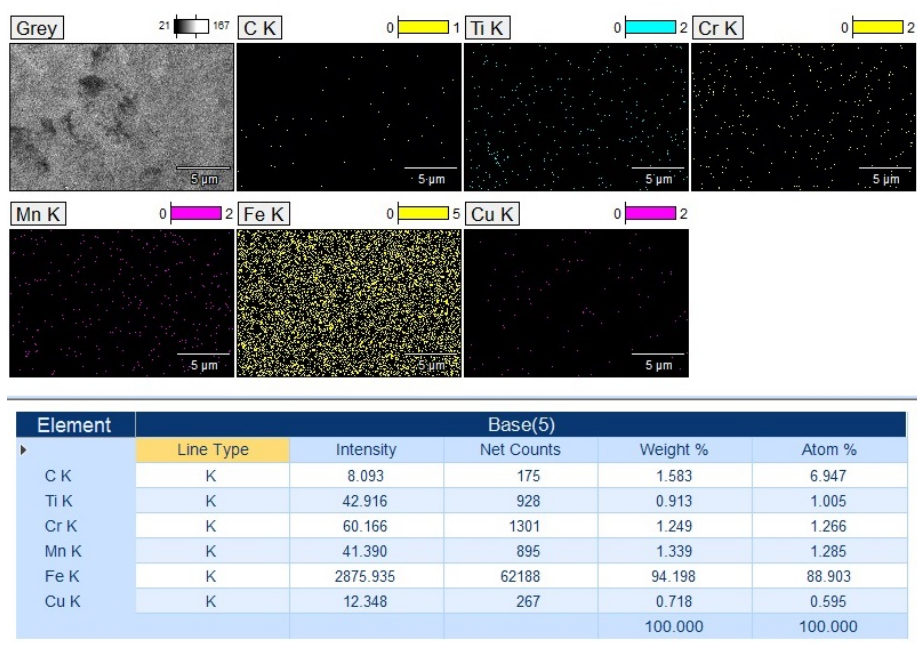 Grey 21 167 C K 0 1 Ti K 0 2 Cr K 0 2
5 µm 5 µm 5 µm 5 µm
Mn K 0 2 Fe K 0 5 Cu K 0 2
5 µm 5 µm 5 µm
Element Base(5)
Line Type Intensity Net Counts Weight % Atom %
C K K 8.093 175 1.583 6.947
Ti K K 42.916 928 0.913 1.005
Cr K K 60.166 1301 1.249 1.266
Mn K K 41.390 895 1.339 1.285
Fe K K 2875.935 62188 94.198 88.903
Cu K K 12.348 267 0.718 0.595
100.000 100.000